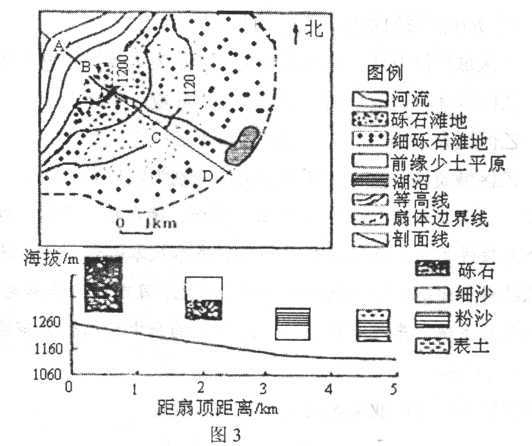 北
A
B
1200
1120
C
D
0 1km
图例
河流
砾石滩地
细砾石滩地
前缘少土平原
湖沼
等高线
扇体边界线
剖面线
海拔/m
砾石
细沙
粉沙
表土
1260
1160
1060
0 1 2 3 4 5
距扇顶距离/km
图 3